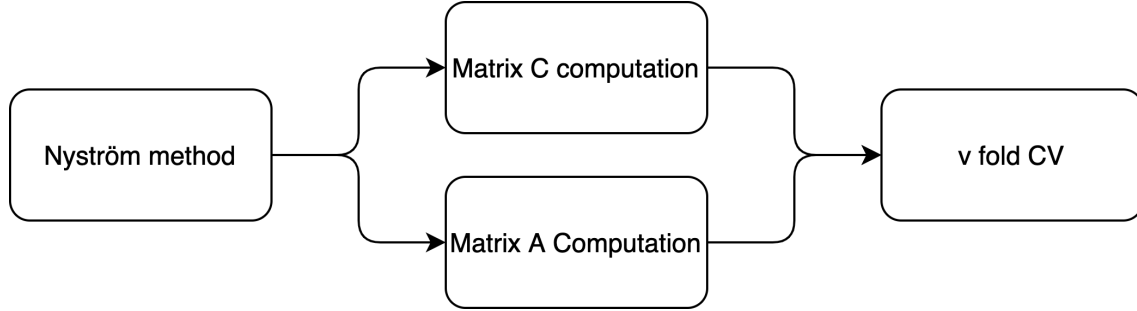 Nyström method
Matrix C computation
Matrix A Computation
v fold CV